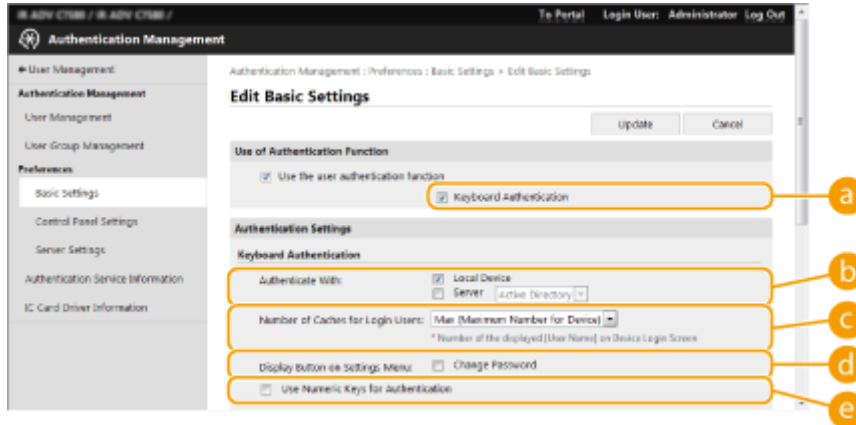 iR-ADV C7580 / iR-ADV C7580 /
To Portal Login User: Administrator Log Out
Authentication Management
User Management
Authentication Management : Preferences : Basic Settings > Edit Basic Settings
Authentication Management
Edit Basic Settings
User Management
Update Cancel
User Group Management
Use of Authentication Function
Preferences
Use the user authentication function
Basic Settings
Keyboard Authentication
a
Control Panel Settings
Authentication Settings
Server Settings
Keyboard Authentication
Authentication Service Information
Authenticate With: Local Device
b
Server Active Directory
IC Card Driver Information
Number of Caches for Login Users: Max (Maximum Number for Device)
c
* Number of the displayed [User Name] on Device Login Screen
Display Button on Settings Menu: Change Password
d
Use Numeric Keys for Authentication
e